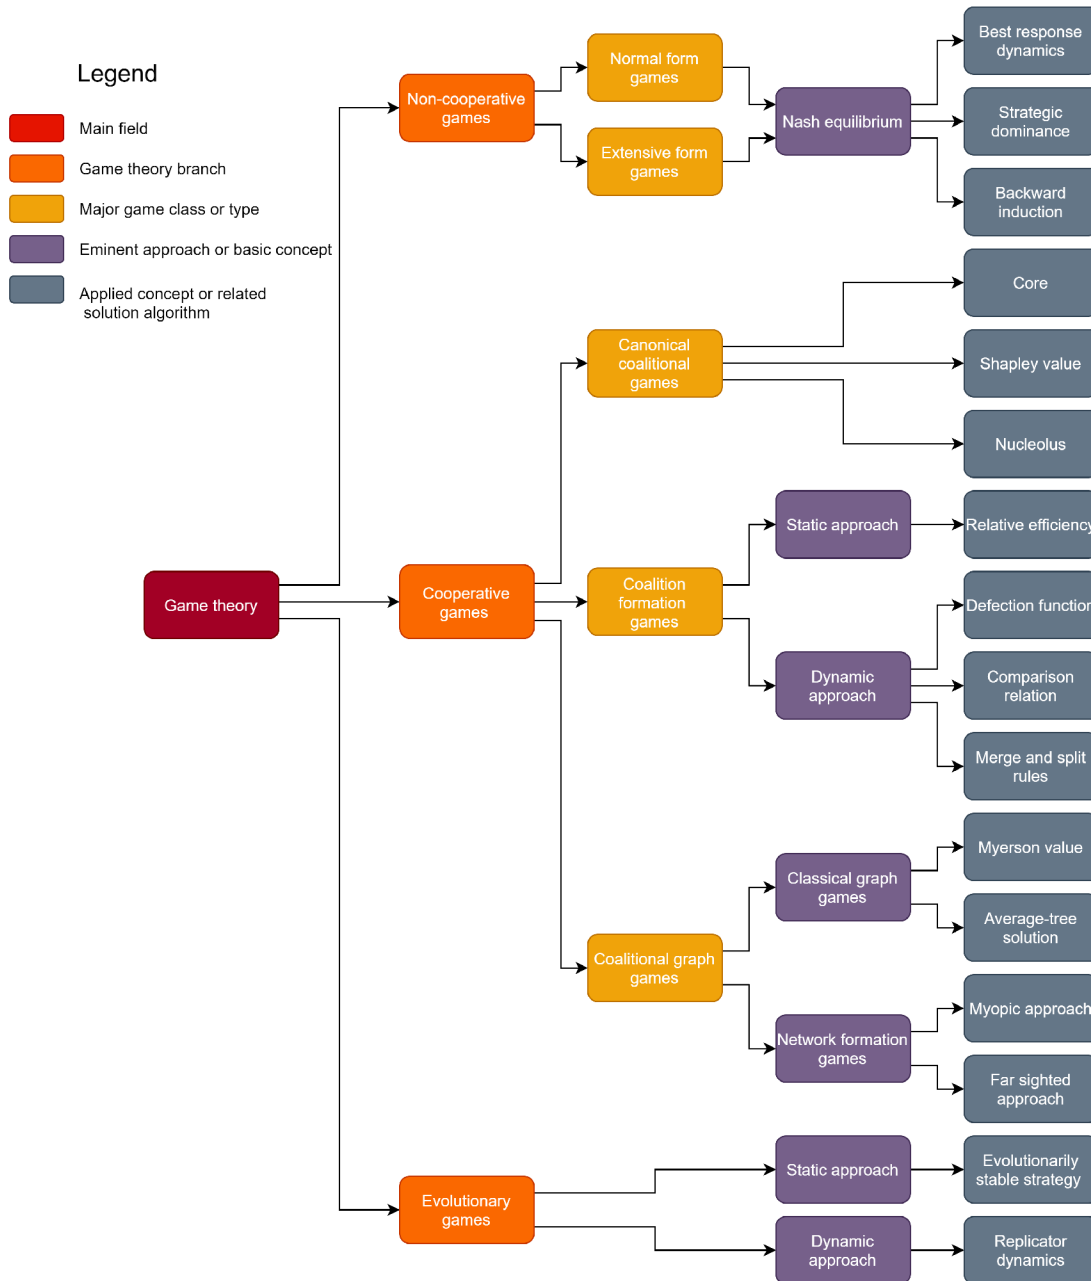 Legend
Main field
Game theory branch
Major game class or type
Eminent approach or basic concept
Applied concept or related
solution algorithm
Game theory
Non-cooperative
games
Normal form
games
Extensive form
games
Nash equilibrium
Best response
dynamics
Strategic
dominance
Backward
induction
Cooperative
games
Canonical
coalitional
games
Core
Shapley value
Nucleolus
Coalition
formation
games
Static approach
Relative efficiency
Dynamic
approach
Defection function
Comparison
relation
Merge and split
rules
Coalitional graph
games
Classical graph
games
Myerson value
Average-tree
solution
Network formation
games
Myopic approach
Far sighted
approach
Evolutionary
games
Static approach
Evolutionarily
stable strategy
Dynamic
approach
Replicator
dynamics